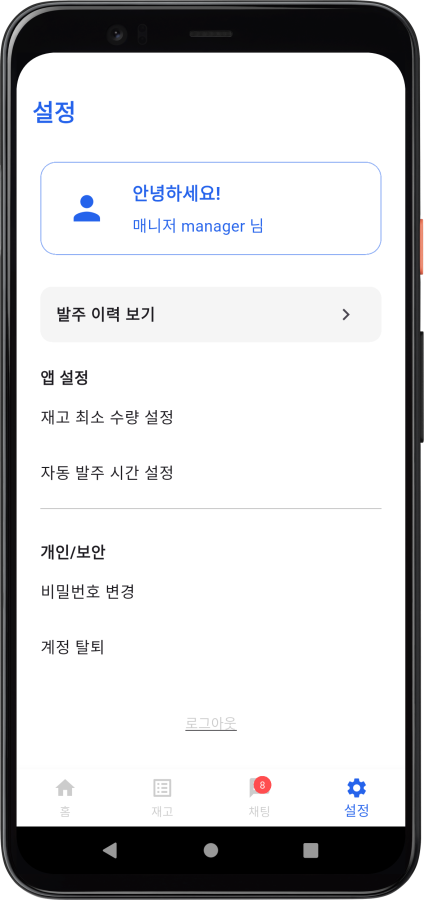 설정
안녕하세요!
매니저 manager 님
발주 이력 보기
앱 설정
재고 최소 수량 설정
자동 발주 시간 설정
개인/보안
비밀번호 변경
계정 탈퇴
로그아웃
8
홈 재고 채팅 설정